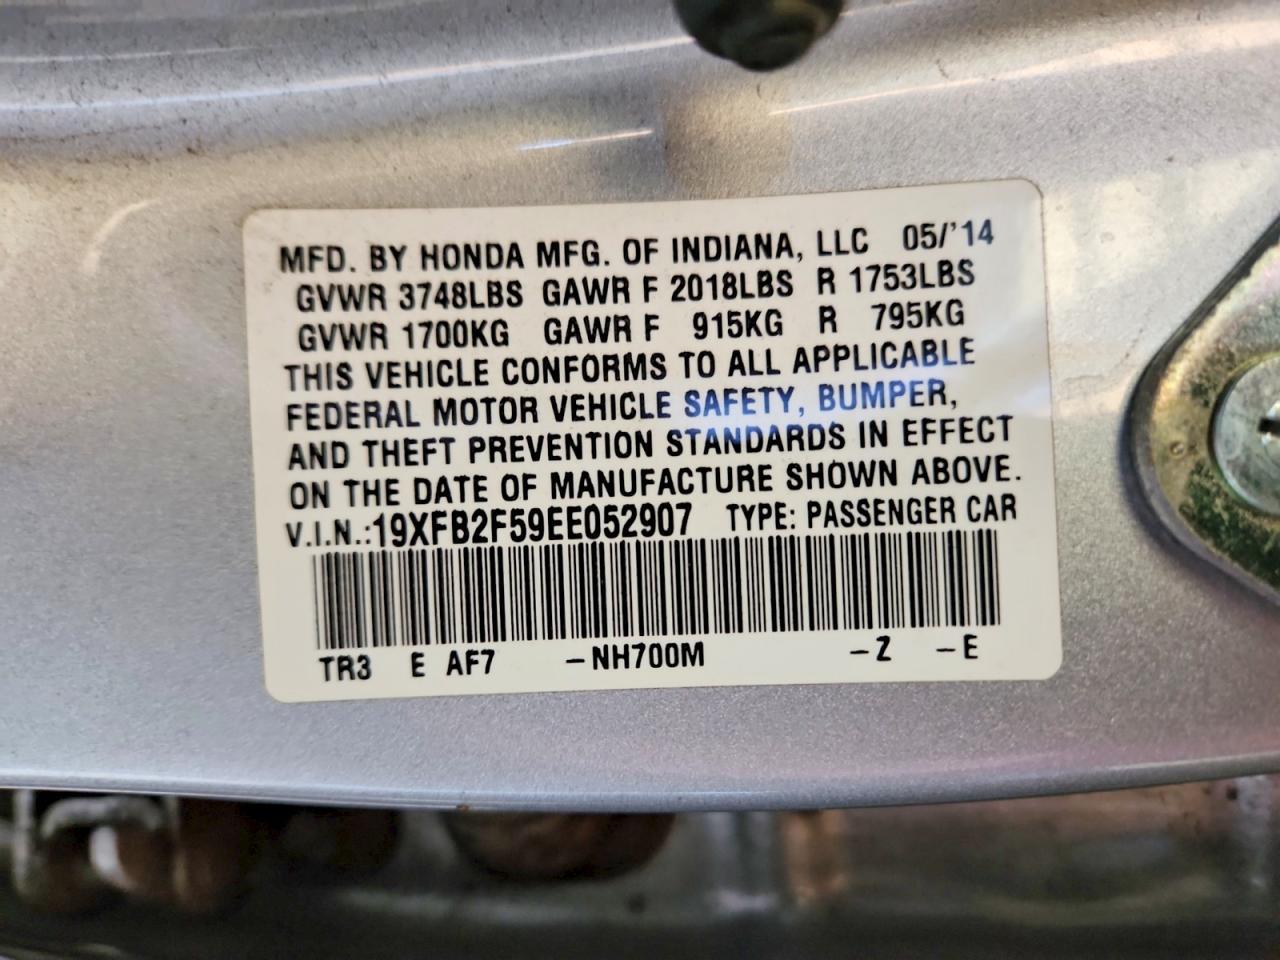 MFD. BY HONDA MFG. OF INDIANA, LLC 05/'14
GVWR 3748LBS GAWR F 2018LBS R 1753LBS
GVWR 1700KG GAWR F 915KG R 795KG
THIS VEHICLE CONFORMS TO ALL APPLICABLE
FEDERAL MOTOR VEHICLE SAFETY, BUMPER,
AND THEFT PREVENTION STANDARDS IN EFFECT
ON THE DATE OF MANUFACTURE SHOWN ABOVE.
V.I.N.:19XFB2F59EE052907 TYPE: PASSENGER CAR
TR3 E AF7 -NH700M -Z -E